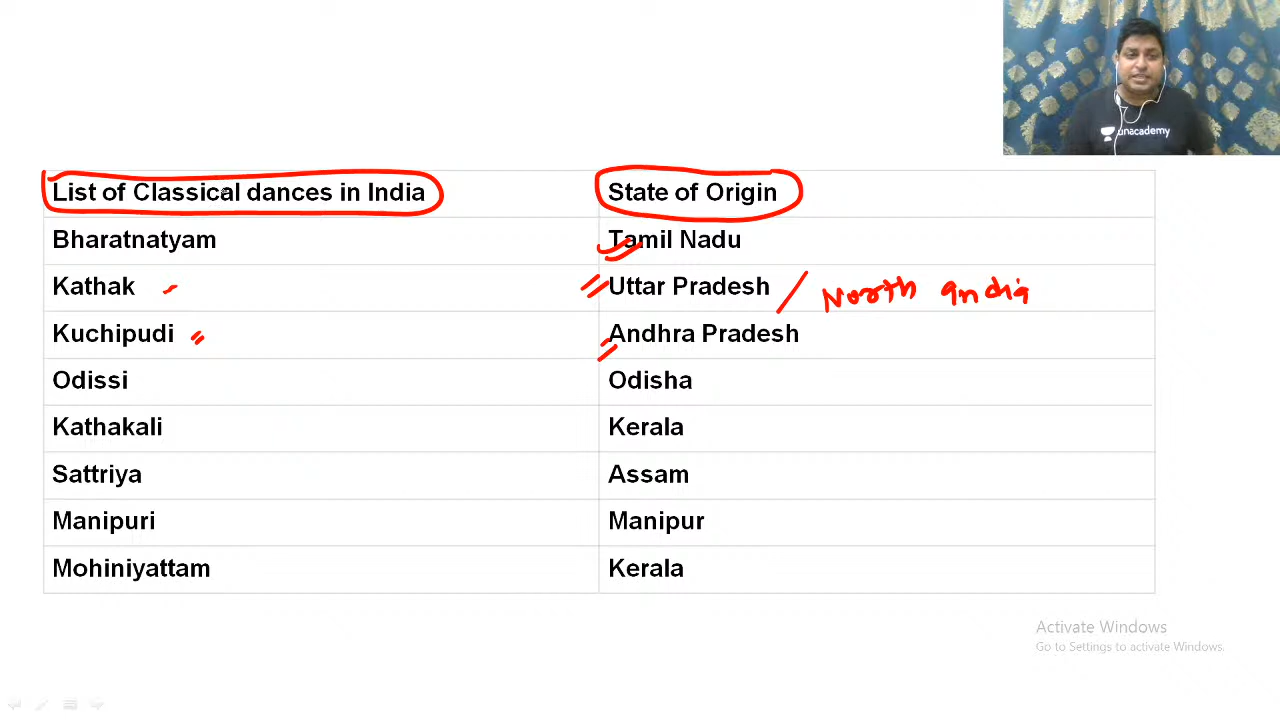 unacademy
List of Classical dances in India State of Origin
Bharatnatyam Tamil Nadu
Kathak Uttar Pradesh / North India
Kuchipudi Andhra Pradesh
Odissi Odisha
Kathakali Kerala
Sattriya Assam
Manipuri Manipur
Mohiniyattam Kerala
Activate Windows
Go to Settings to activate Windows.